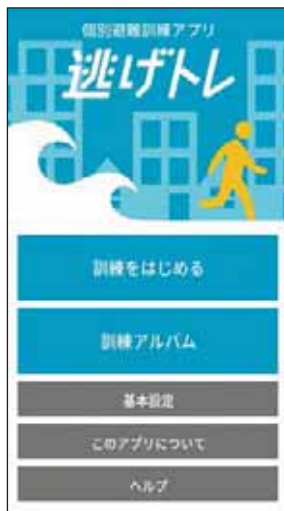 個別避難訓練アプリ
逃げトレ
訓練をはじめる
訓練アルバム
基本設定
このアプリについて
ヘルプ